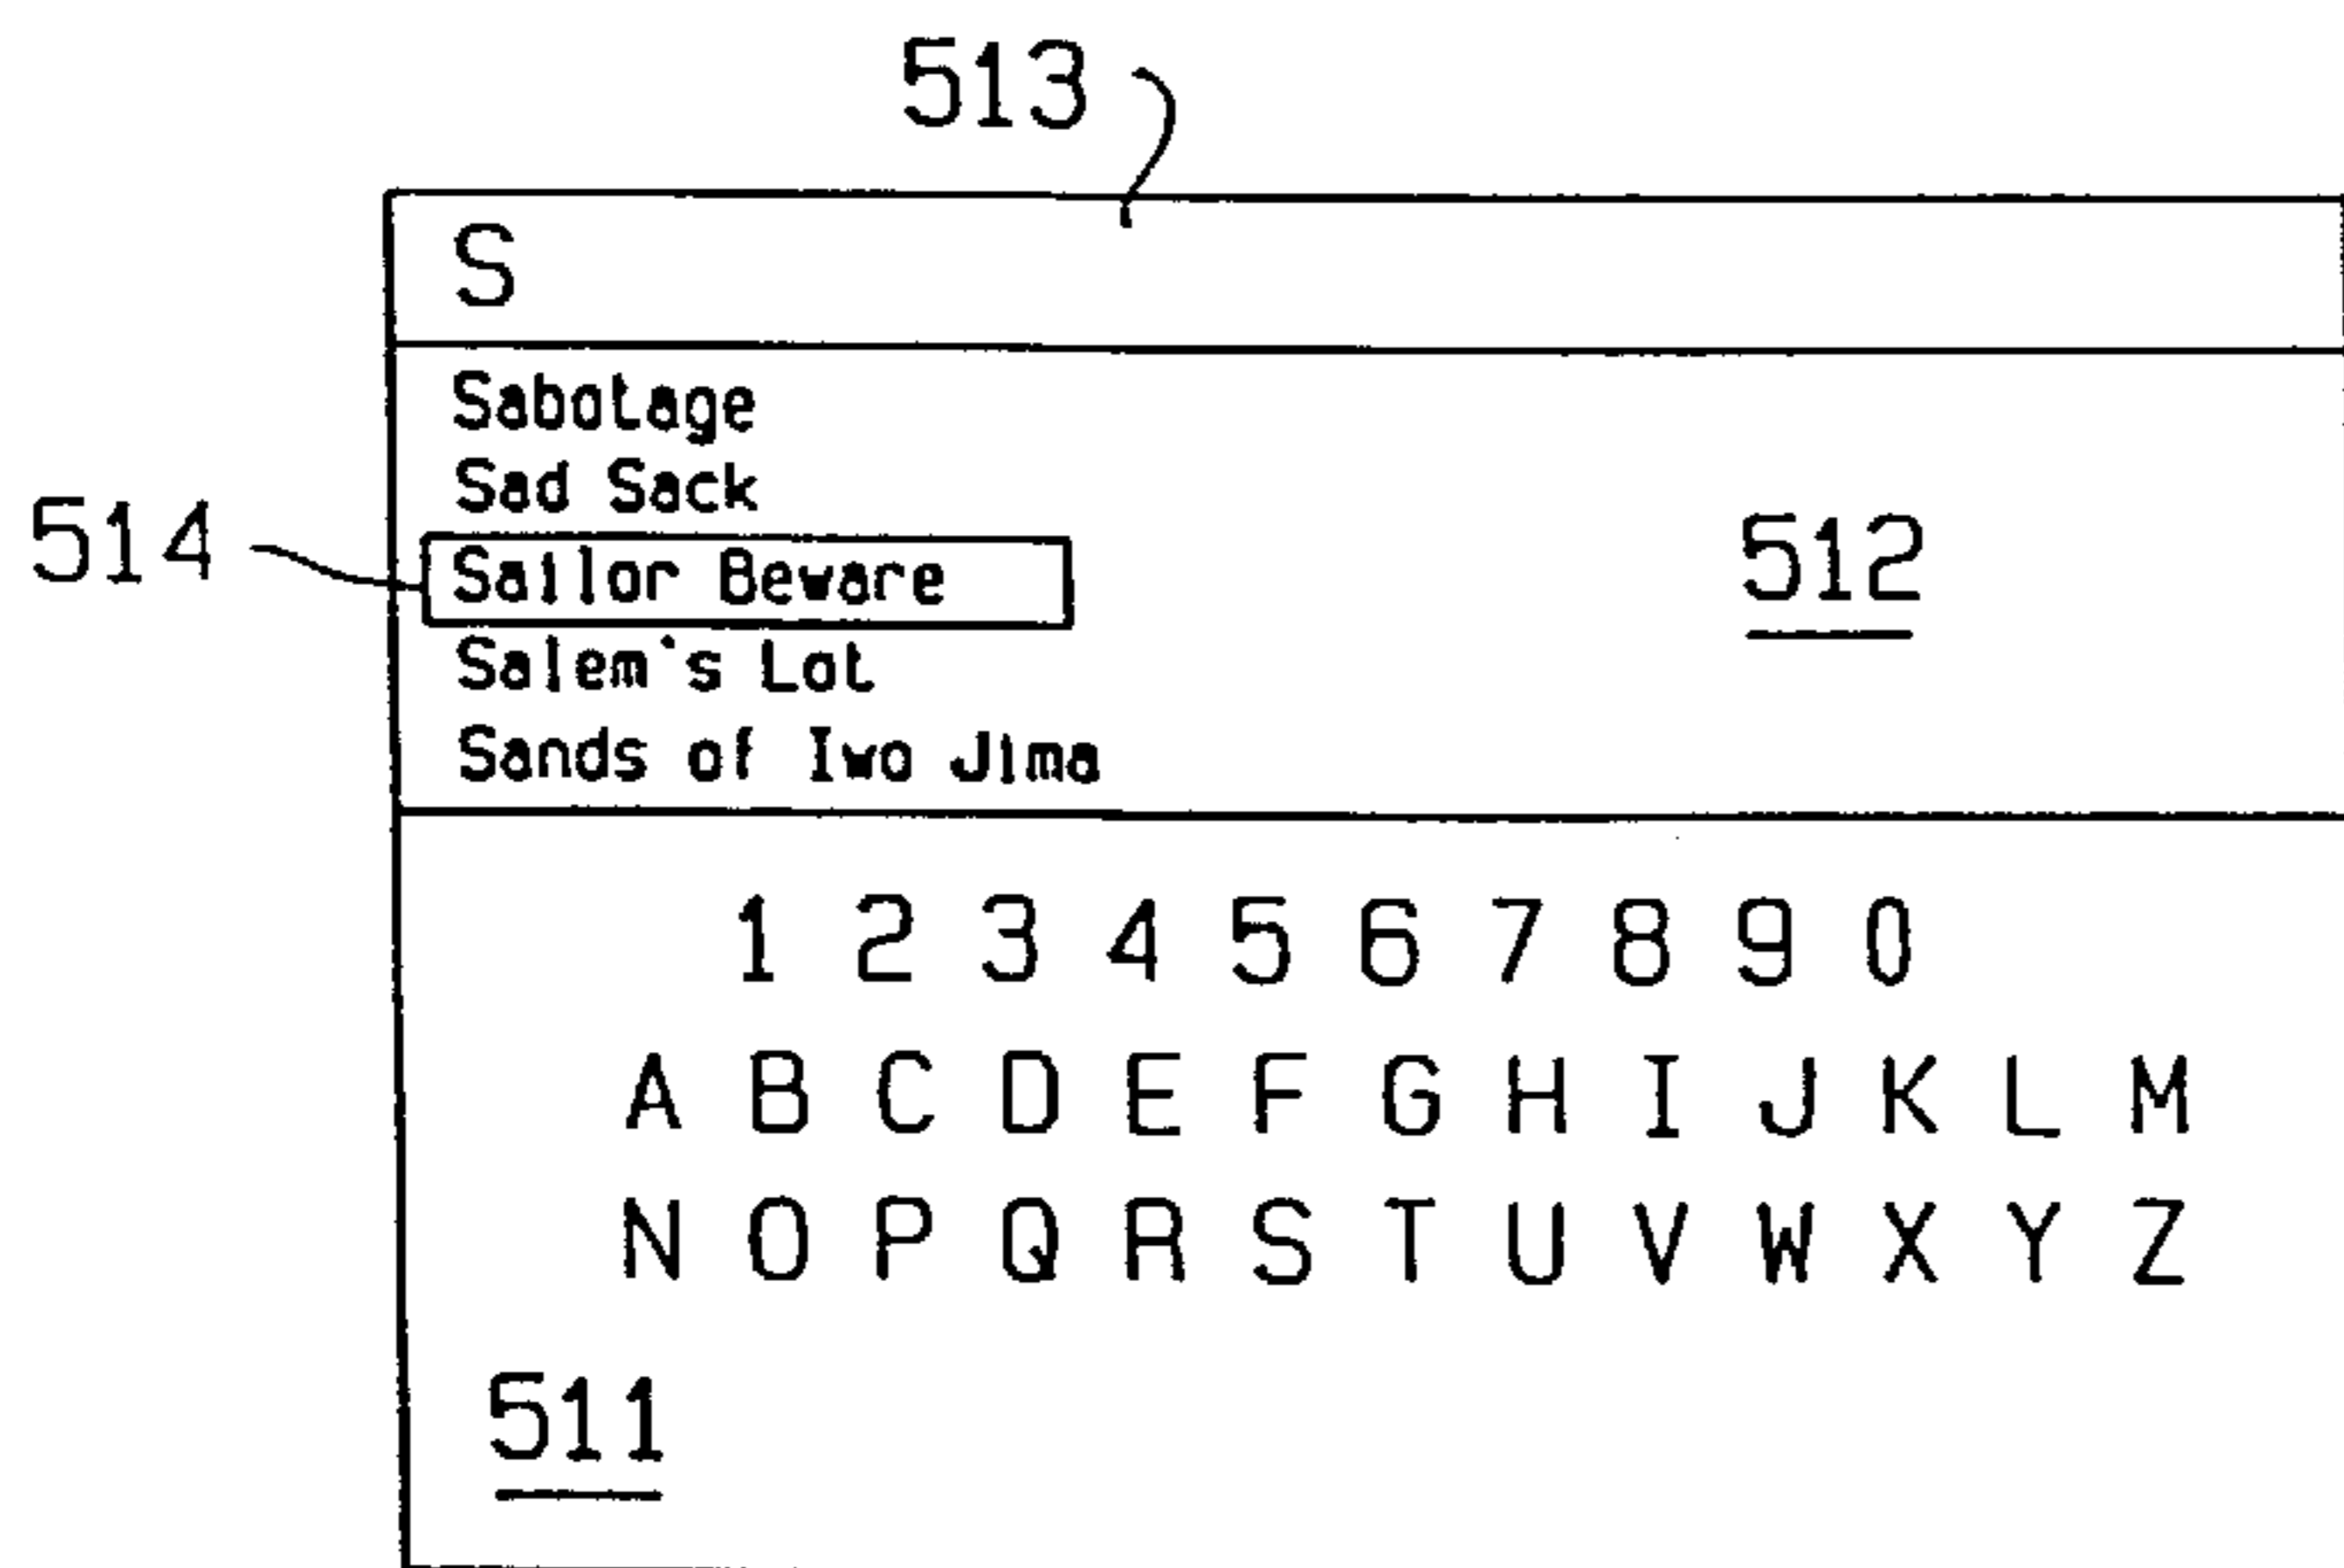 513
S
Sabotage
Sad Sack
514
Sailor Beware
512
Salem's Lot
Sands of Iwo Jima
1 2 3 4 5 6 7 8 9 0
A B C D E F G H I J K L M
N O P Q R S T U V W X Y Z
511